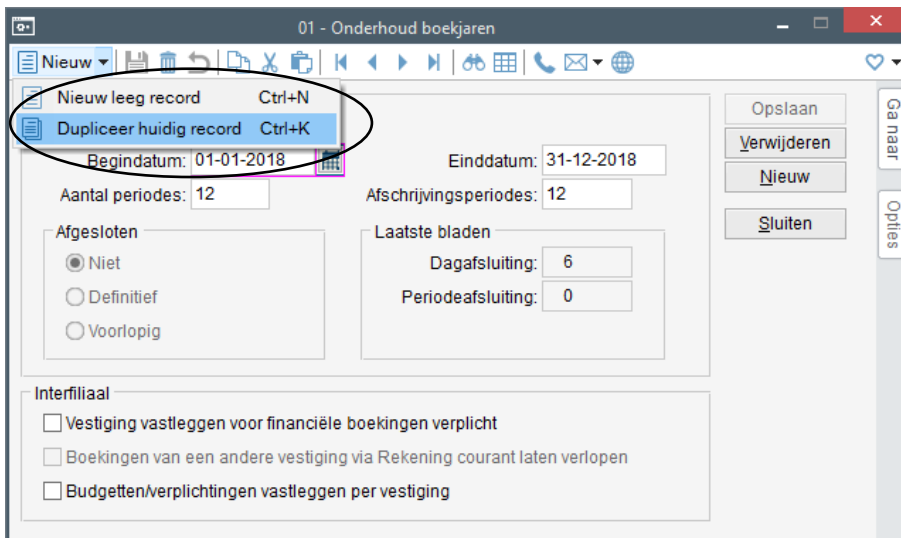 01 - Onderhoud boekjaren
Nieuw
Nieuw leeg record Ctrl+N
Dupliceer huidig record Ctrl+K
Begindatum: 01-01-2018 Einddatum: 31-12-2018
Aantal periodes: 12 Afschrijvingsperiodes: 12
Afgesloten
Niet
Definitief
Voorlopig
Laatste bladen
Dagafsluiting: 6
Periodeafsluiting: 0
Interfiliaal
Vestiging vastleggen voor financiële boekingen verplicht
Boekingen van een andere vestiging via Rekening courant laten verlopen
Budgetten/verplichtingen vastleggen per vestiging
Opslaan
Verwijderen
Nieuw
Sluiten
Ga naar
Opties